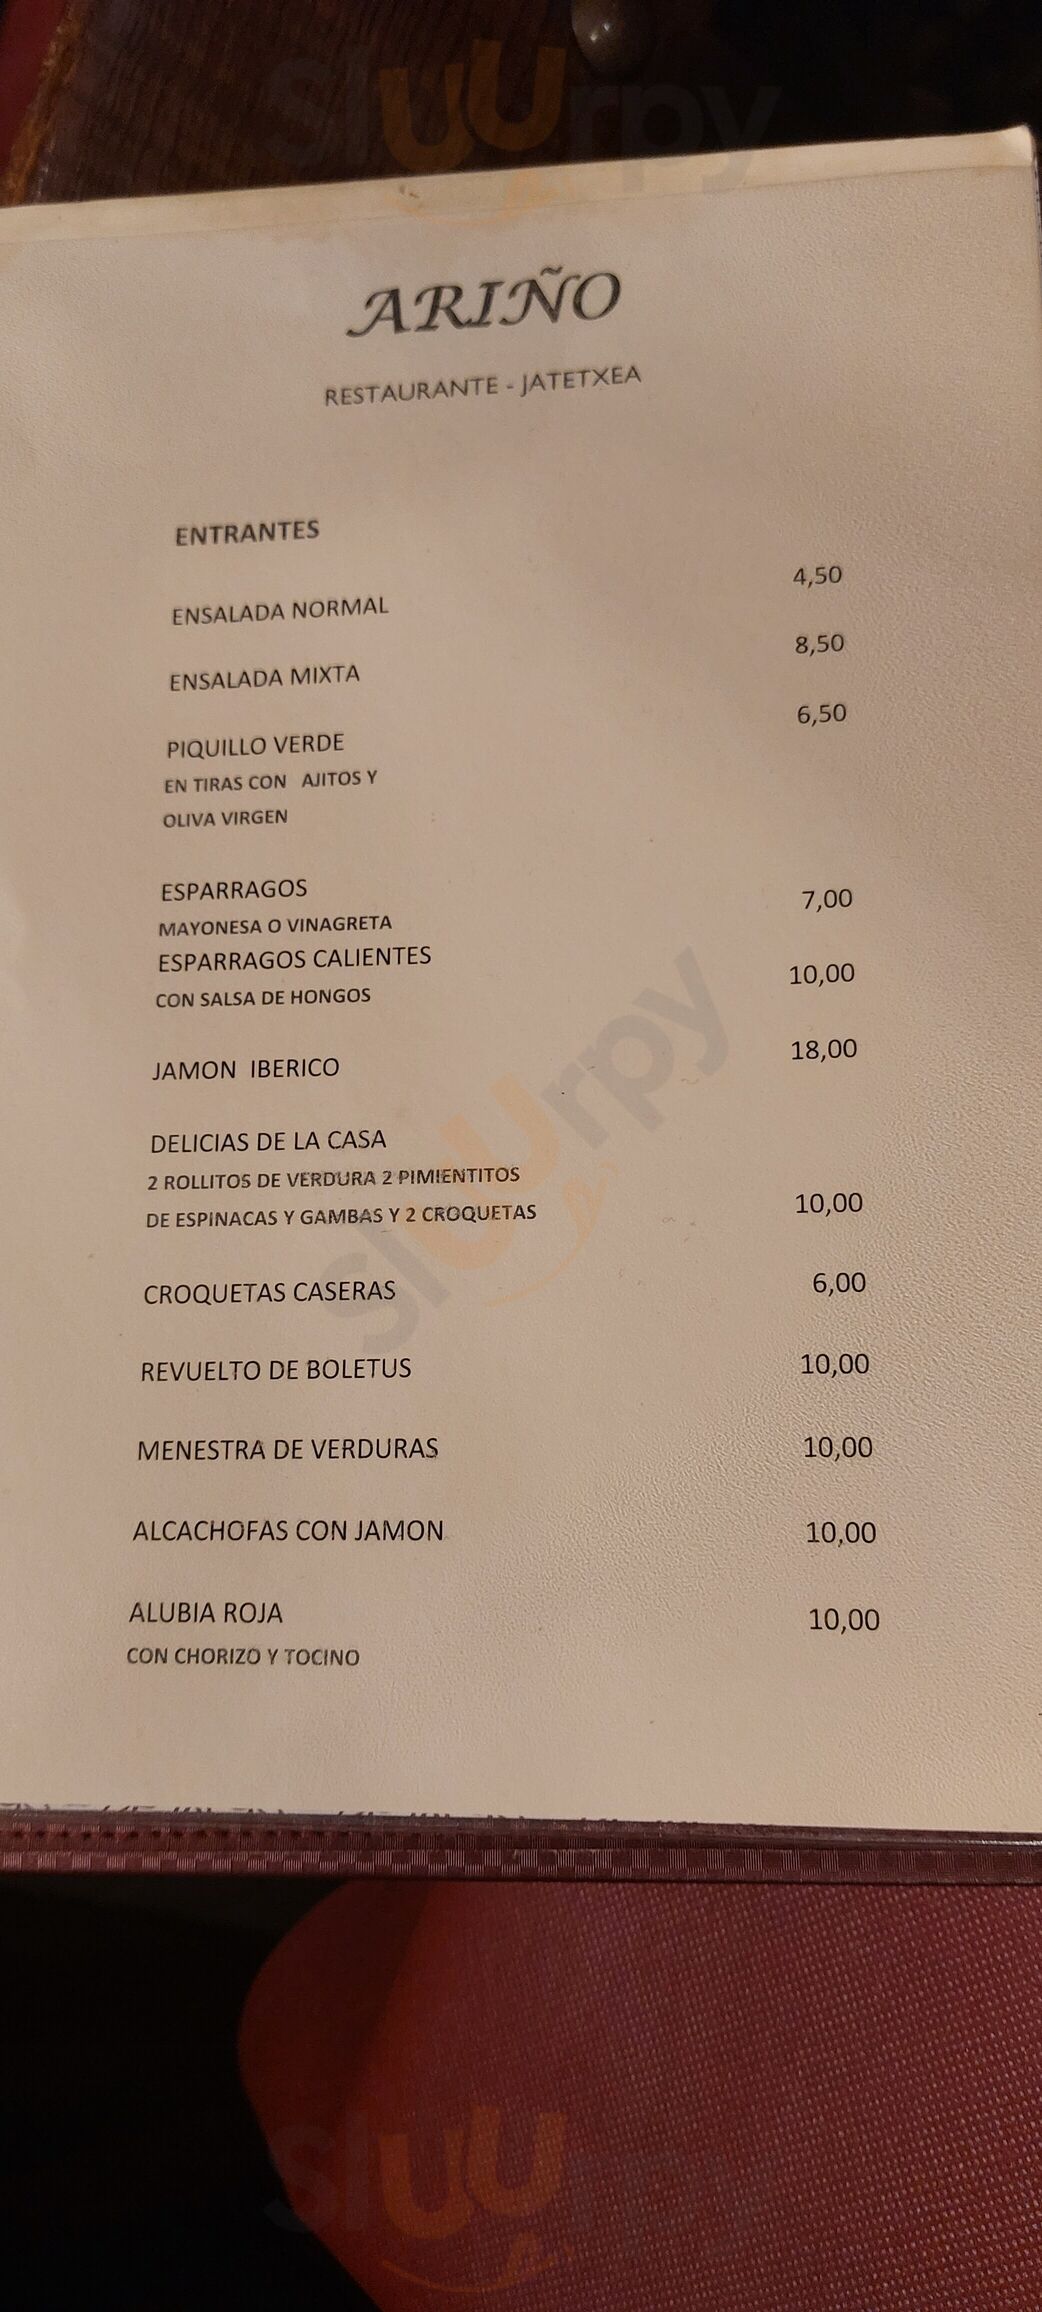 ARIÑO
RESTAURANTE - JATETXEA
ENTRANTES
ENSALADA NORMAL 4,50
ENSALADA MIXTA 8,50
PIQUILLO VERDE 6,50
EN TIRAS CON AJITOS Y
OLIVA VIRGEN
ESPARRAGOS 7,00
MAYONESA O VINAGRETA
ESPARRAGOS CALIENTES 10,00
CON SALSA DE HONGOS
JAMON IBERICO 18,00
DELICIAS DE LA CASA
2 ROLLITOS DE VERDURA 2 PIMIENTITOS
DE ESPINACAS Y GAMBAS Y 2 CROQUETAS 10,00
CROQUETAS CASERAS 6,00
REVUELTO DE BOLETUS 10,00
MENESTRA DE VERDURAS 10,00
ALCACHOFAS CON JAMON 10,00
ALUBIA ROJA 10,00
CON CHORIZO Y TOCINO
sluurpy
sluurpy
sluurpy